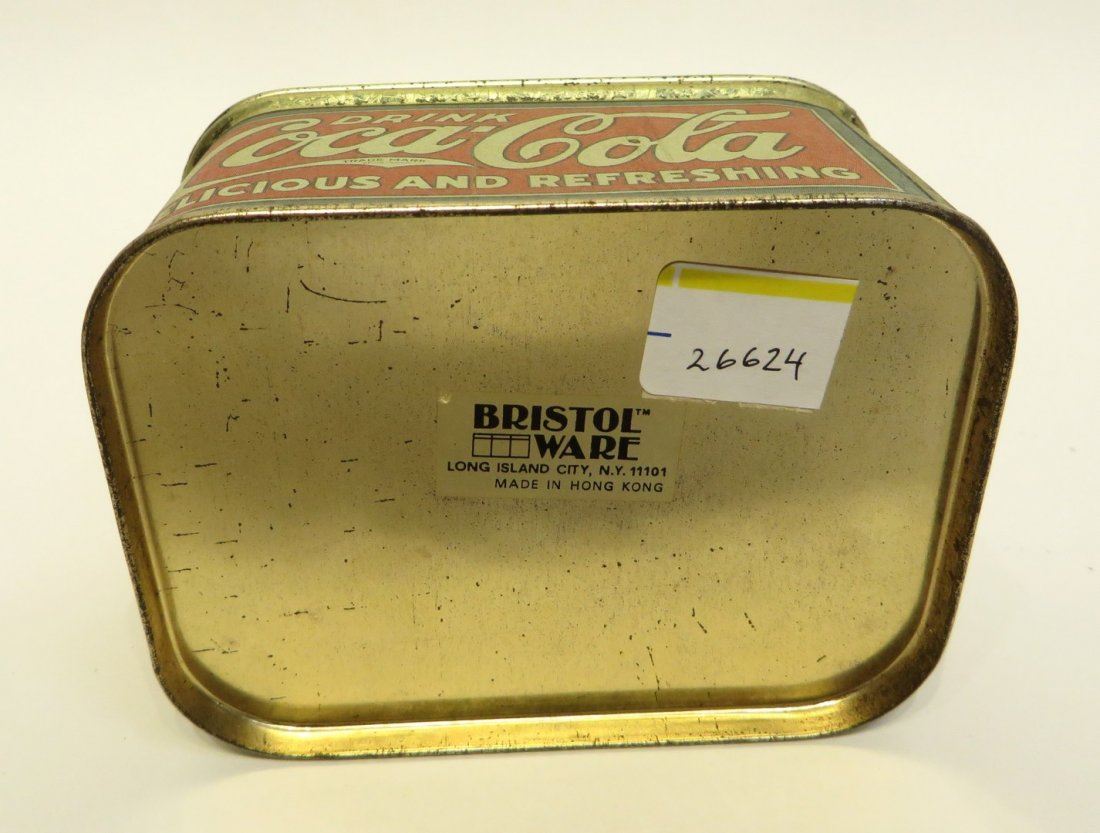 DRINK
Coca-Cola
TRADE MARK
LICIOUS AND REFRESHING
26624
BRISTOL™
WARE
LONG ISLAND CITY, N.Y. 11101
MADE IN HONG KONG